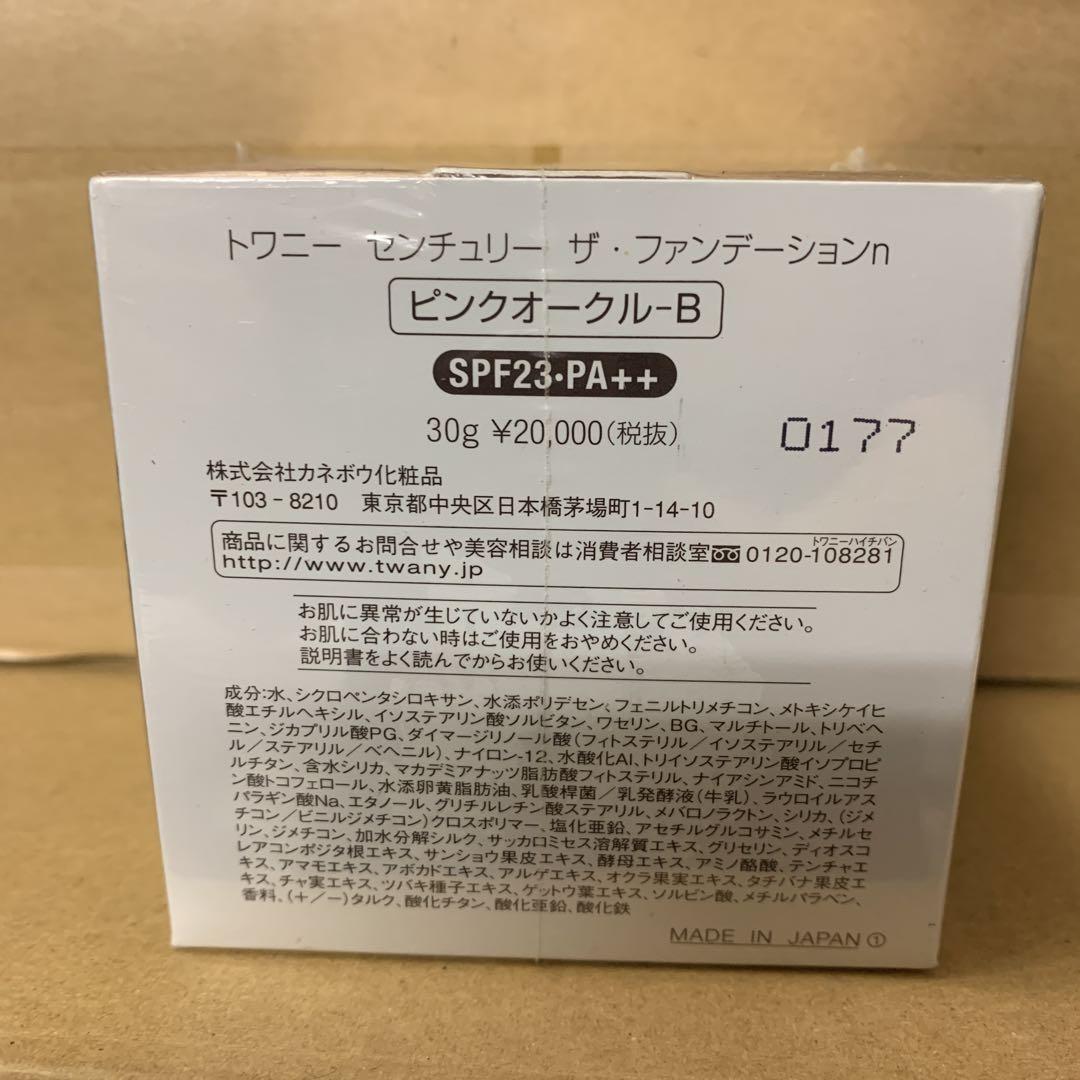 トワニー センチュリー ザ・ファンデーションn
ピンクオークル-B
SPF23・PA++
30g ¥20,000(税抜)
0177
株式会社カネボウ化粧品
〒103-8210 東京都中央区日本橋茅場町1-14-10
トワニーハイチバン
商品に関するお問合せや美容相談は消費者相談室 0120-108281
http://www.twany.jp
お肌に異常が生じていないかよく注意してご使用ください。
お肌に合わない時はご使用をおやめください。
説明書をよく読んでからお使いください。
成分:水、シクロペンタシロキサン、水添ポリデセン、フェニルトリメチコン、メトキシケイヒ
酸エチルヘキシル、イソステアリン酸ソルビタン、ワセリン、BG、マルチトール、トリベヘ
ニン、ジカプリル酸PG、ダイマージリノール酸(フィトステリル/イソステアリル/セチ
ル/ステアリル/ベヘニル)、ナイロン-12、水酸化Al、トリイソステアリン酸イソプロピ
ルチタン、含水シリカ、マカデミアナッツ脂肪酸フィトステリル、ナイアシンアミド、ニコチ
ン酸トコフェロール、水添卵黄脂肪油、乳酸桿菌/乳発酵液(牛乳)、ラウロイルアス
パラギン酸Na、エタノール、グリチルレチン酸ステアリル、メバロノラクトン、シリカ、(ジメ
チコン/ビニルジメチコン)クロスポリマー、塩化亜鉛、アセチルグルコサミン、メチルセ
リン、ジメチコン、加水分解シルク、サッカロミセス溶解質エキス、グリセリン、ディオスコ
レアコンポジタ根エキス、サンショウ果皮エキス、酵母エキス、アミノ酪酸、テンチャエ
キス、アマモエキス、アボカドエキス、アルゲエキス、オクラ果実エキス、タチバナ果皮エ
キス、チャ実エキス、ツバキ種子エキス、ゲットウ葉エキス、ソルビン酸、メチルパラベン、
香料、(+/-)タルク、酸化チタン、酸化亜鉛、酸化鉄
MADE IN JAPAN ①